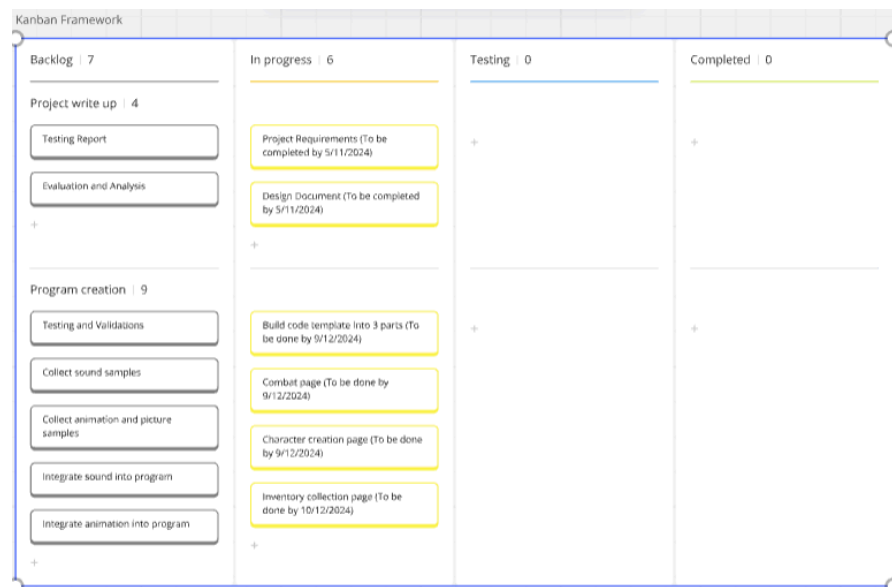 Kanban Framework
Backlog | 7
In progress | 6
Testing | 0
Completed | 0
Project write up | 4
Testing Report
Evaluation and Analysis
+
Project Requirements (To be
completed by 5/11/2024)
Design Document (To be completed
by 5/11/2024)
+
+
+
Program creation | 9
Testing and Validations
Collect sound samples
Collect animation and picture
samples
Integrate sound into program
Integrate animation into program
+
Build code template into 3 parts (To
be done by 9/12/2024)
Combat page (To be done by
9/12/2024)
Character creation page (To be done
by 9/12/2024)
Inventory collection page (To be
done by 10/12/2024)
+
+
+